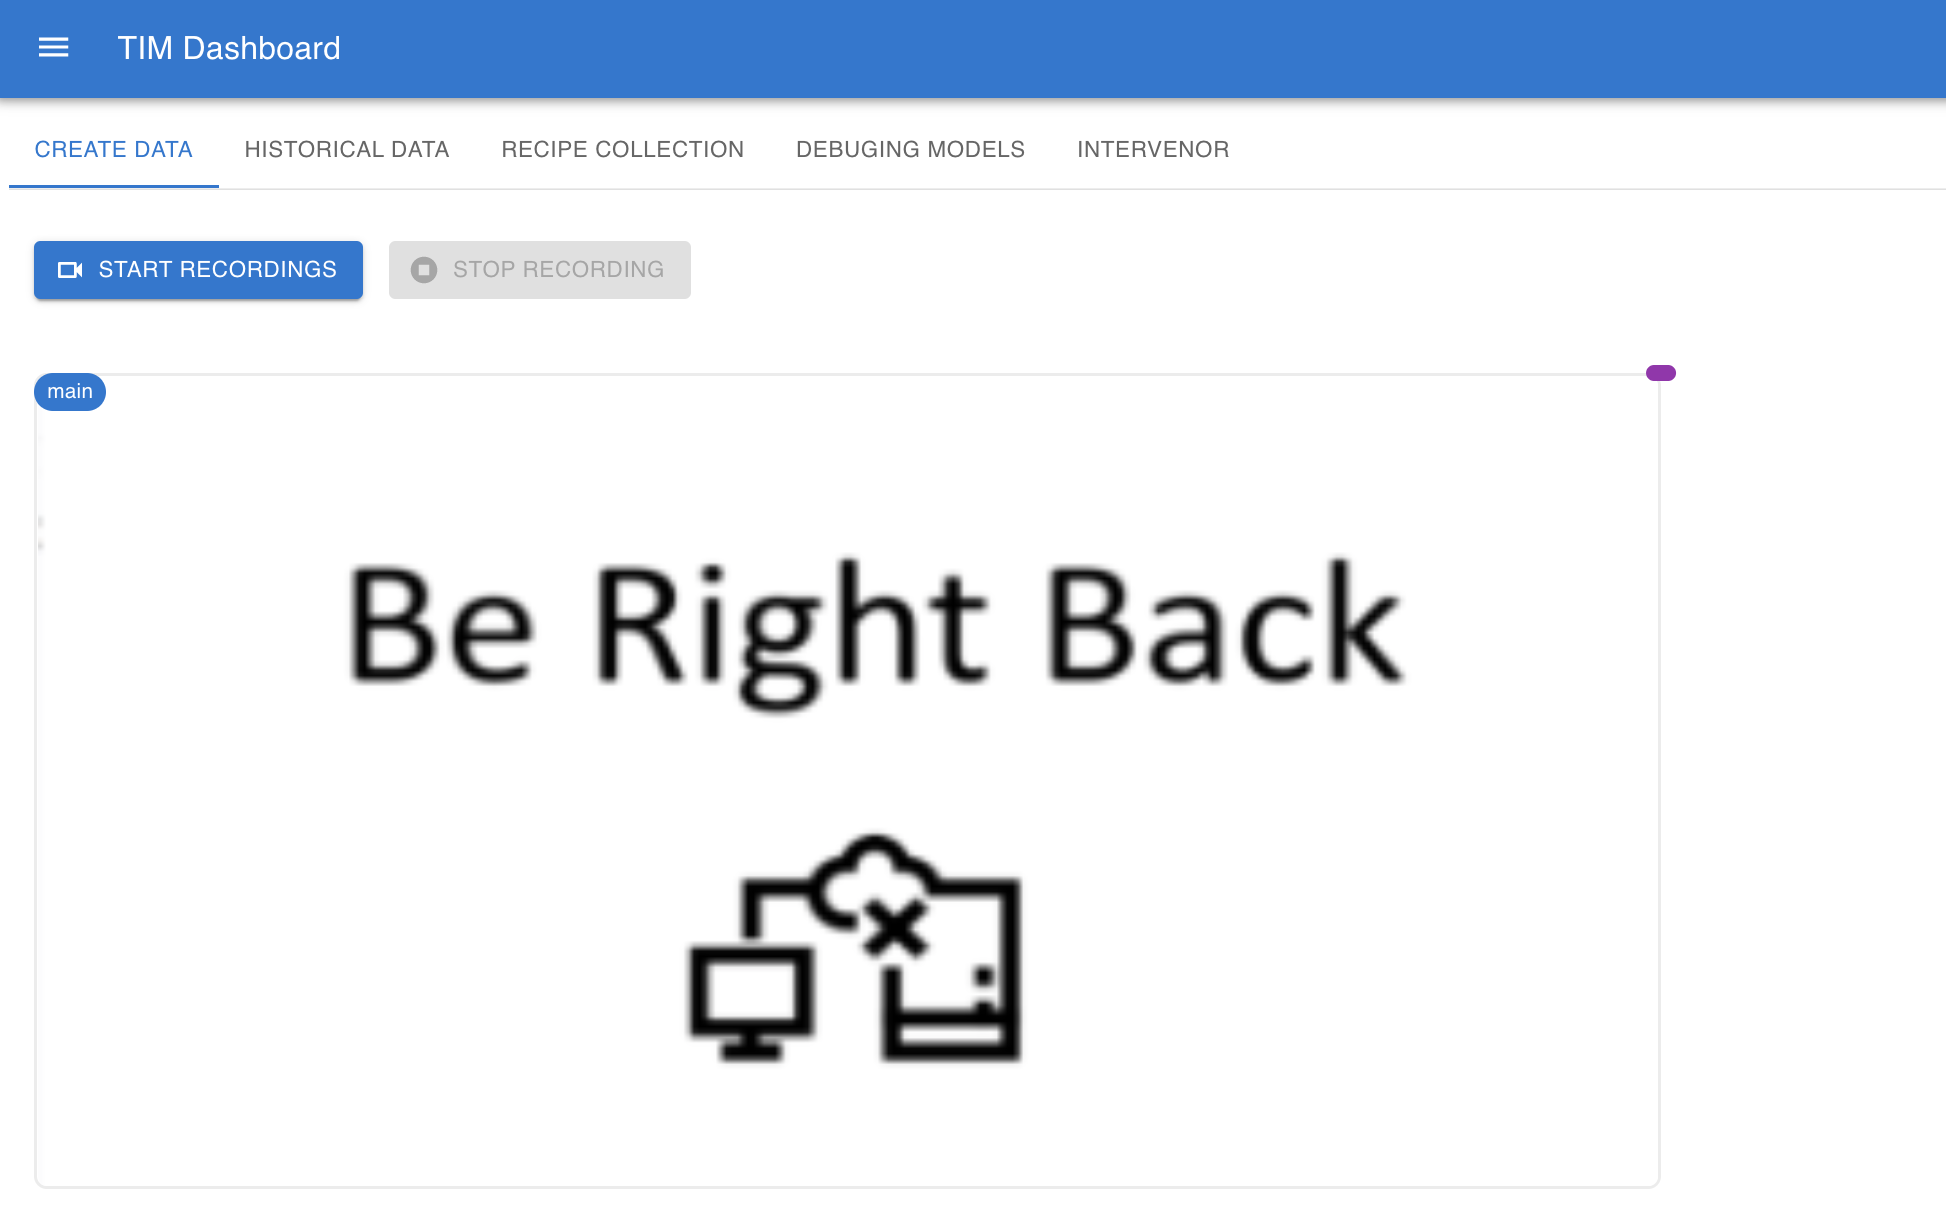 TIM Dashboard
CREATE DATA HISTORICAL DATA RECIPE COLLECTION DEBUGING MODELS INTERVENOR
START RECORDINGS STOP RECORDING
main
Be Right Back